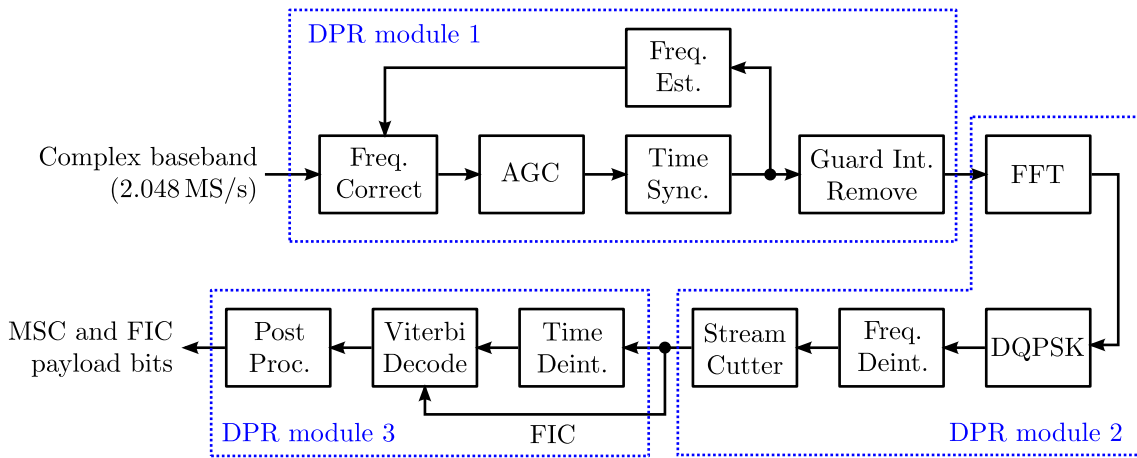 DPR module 1
Freq.
Est.
Complex baseband
(2.048 MS/s)
Freq.
Correct
AGC
Time
Sync.
Guard Int.
Remove
FFT
MSC and FIC
payload bits
Post
Proc.
Viterbi
Decode
Time
Deint.
Stream
Cutter
Freq.
Deint.
DQPSK
DPR module 3
FIC
DPR module 2